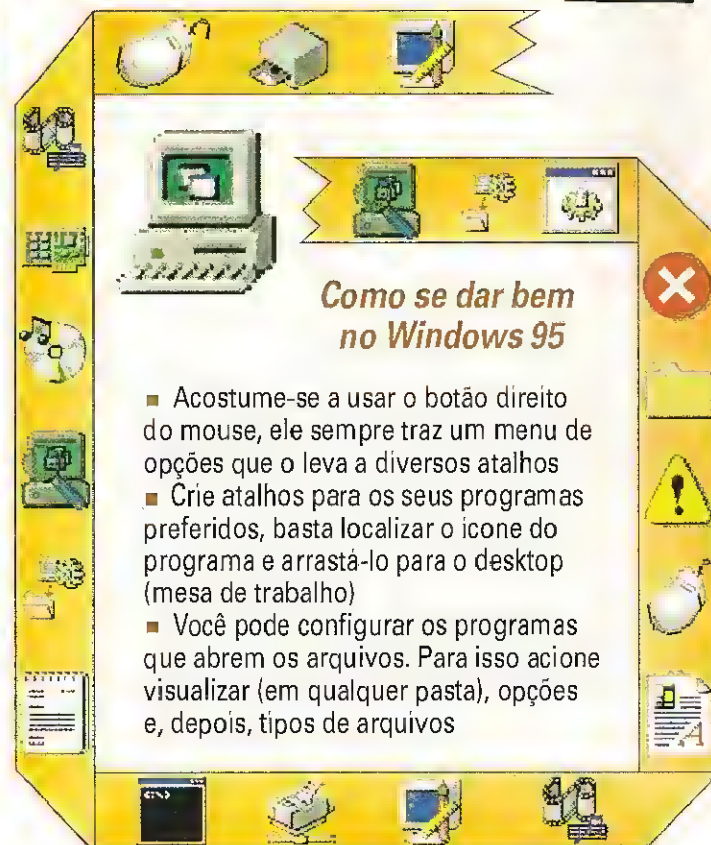 Como se dar bem
no Windows 95
■ Acostume-se a usar o botão direito
do mouse, ele sempre traz um menu de
opções que o leva a diversos atalhos
■ Crie atalhos para os seus programas
preferidos, basta localizar o ícone do
programa e arrastá-lo para o desktop
(mesa de trabalho)
■ Você pode configurar os programas
que abrem os arquivos. Para isso acione
visualizar (em qualquer pasta), opções
e, depois, tipos de arquivos